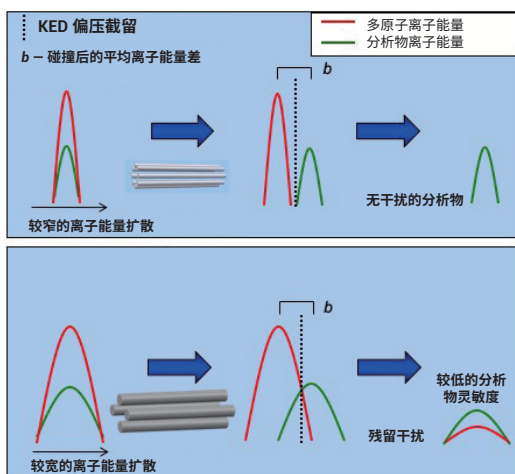 KED 偏压截留
b – 碰撞后的平均离子能量差
多原子离子能量
分析物离子能量
b
无干扰的分析物
较窄的离子能量扩散
b
较低的分析
物灵敏度
残留干扰
较宽的离子能量扩散